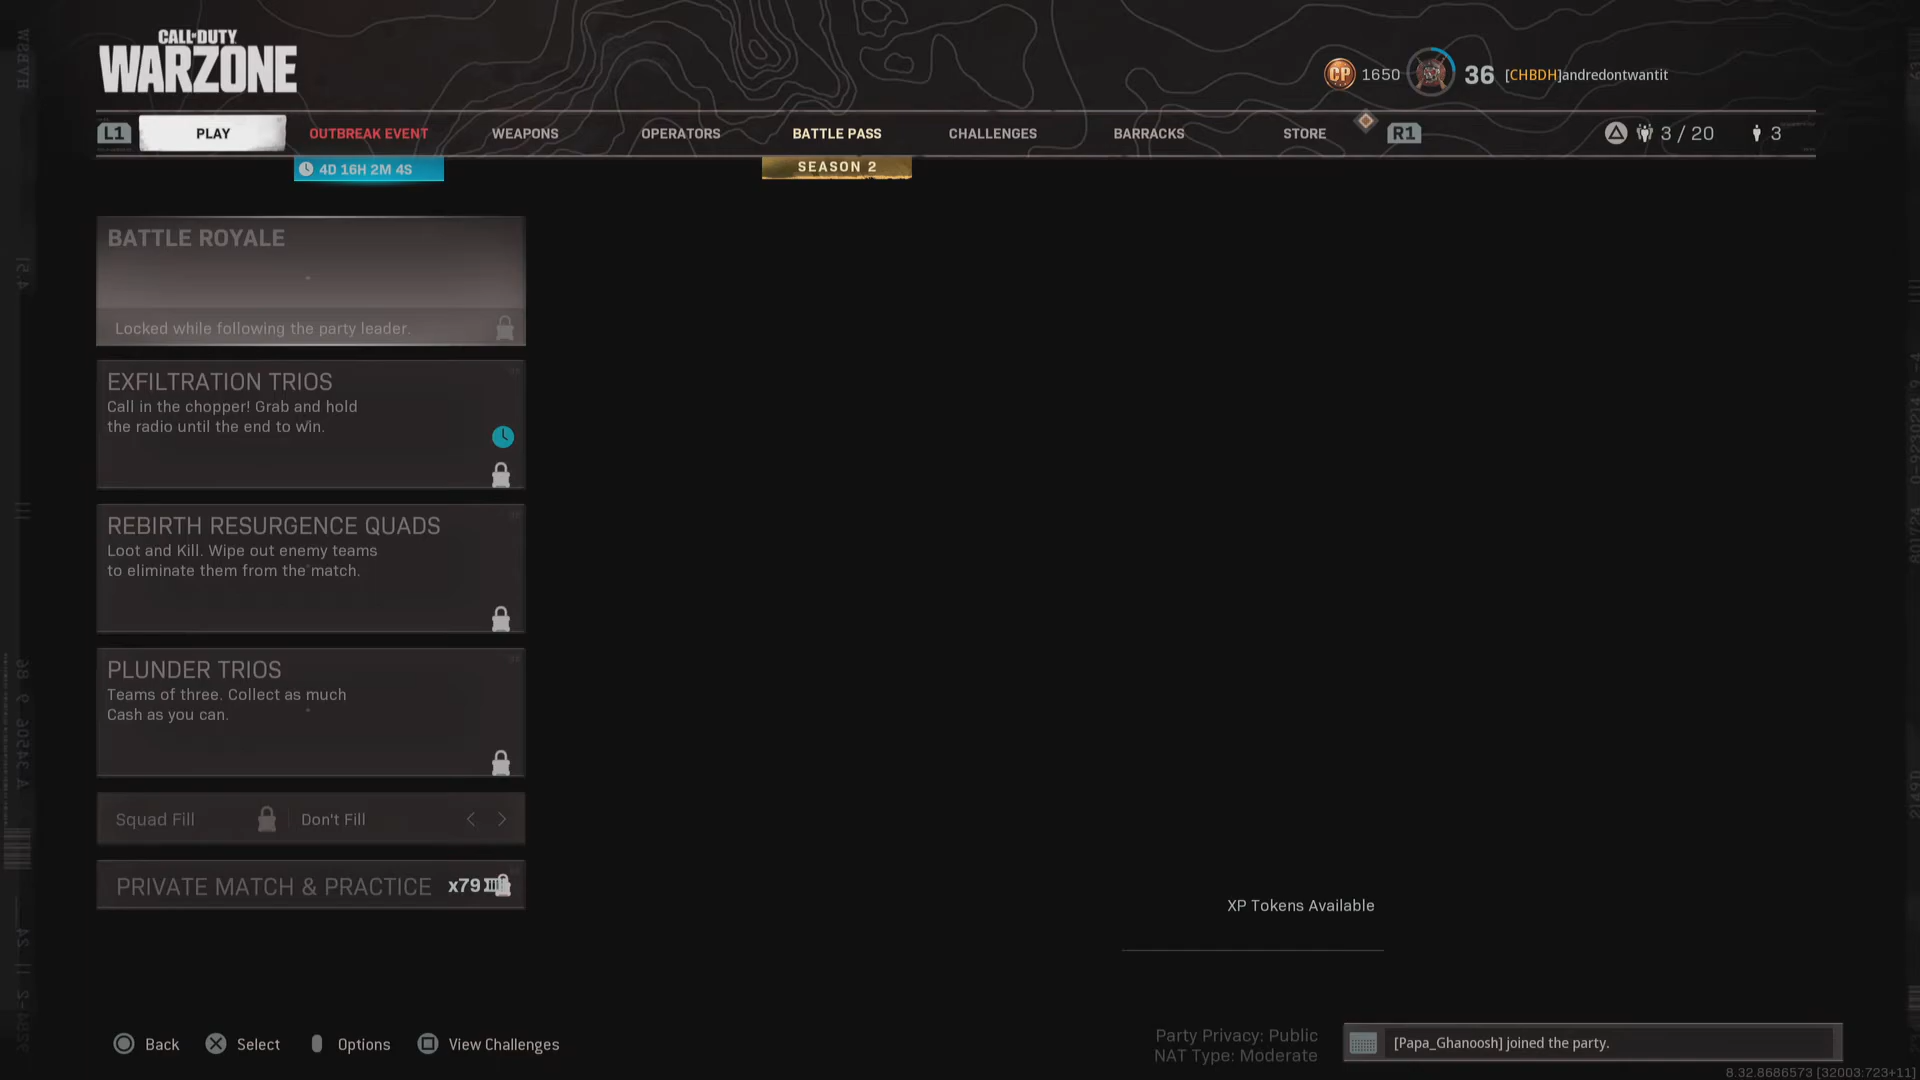 CALL OF DUTY
WARZONE
CP 1650 36 [CHBDH]andredontwantit
L1 PLAY OUTBREAK EVENT WEAPONS OPERATORS BATTLE PASS CHALLENGES BARRACKS STORE R1 3 / 20 3
4D 16H 2M 4S
SEASON 2
BATTLE ROYALE
Locked while following the party leader.
EXFILTRATION TRIOS
Call in the chopper! Grab and hold
the radio until the end to win.
REBIRTH RESURGENCE QUADS
Loot and Kill. Wipe out enemy teams
to eliminate them from the match.
PLUNDER TRIOS
Teams of three. Collect as much
Cash as you can.
Squad Fill Don't Fill
PRIVATE MATCH & PRACTICE x79
XP Tokens Available
Back Select Options View Challenges
Party Privacy: Public
NAT Type: Moderate
[Papa_Ghanoosh] joined the party.
8.32.8686573 [32003:723+11]